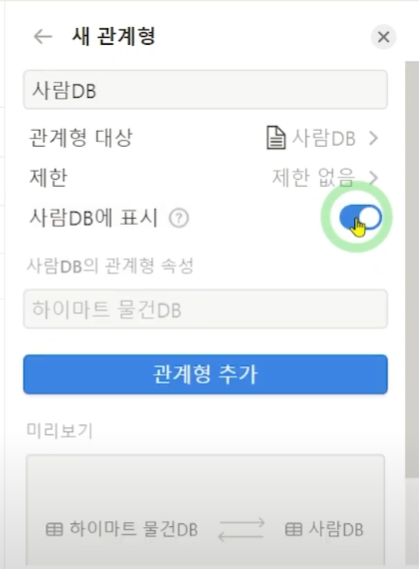 새 관계형
사람DB
관계형 대상 사람DB
제한 제한 없음
사람DB에 표시 ?
사람DB의 관계형 속성
하이마트 물건DB
관계형 추가
미리보기
하이마트 물건DB 사람DB